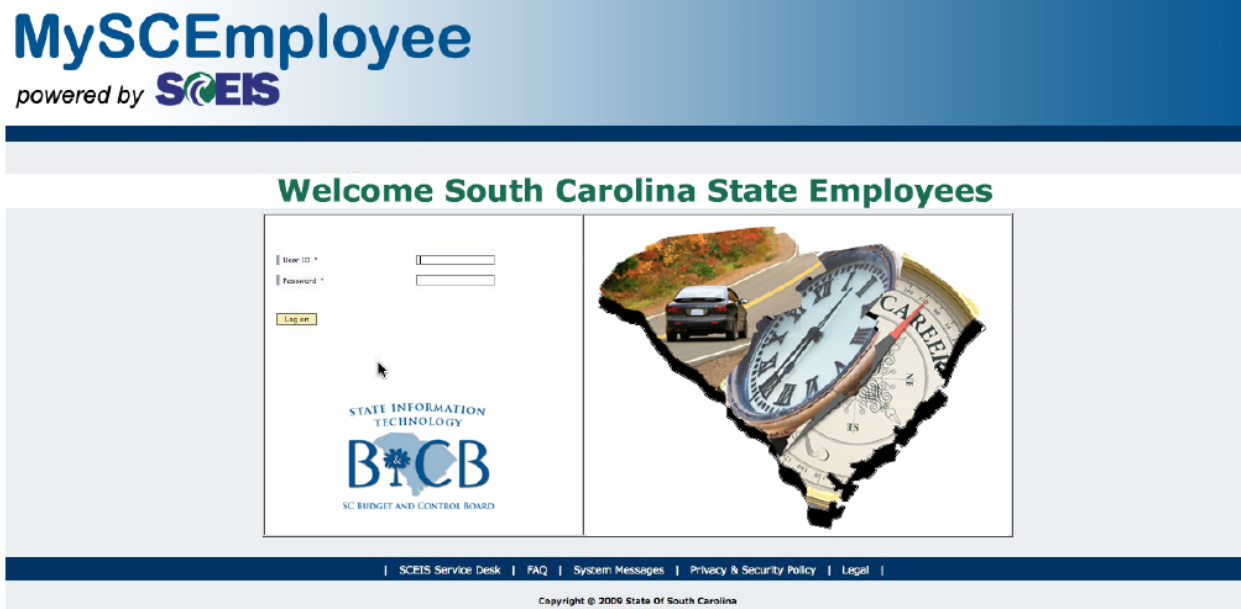 MySCEmployee
powered by SCEIS
Welcome South Carolina State Employees
User ID *
Password *
Log on
STATE INFORMATION
TECHNOLOGY
B&CB
SC BUDGET AND CONTROL BOARD
CAREER
NE
SE
| SCEIS Service Desk | FAQ | System Messages | Privacy & Security Policy | Legal |
Copyright © 2009 State Of South Carolina